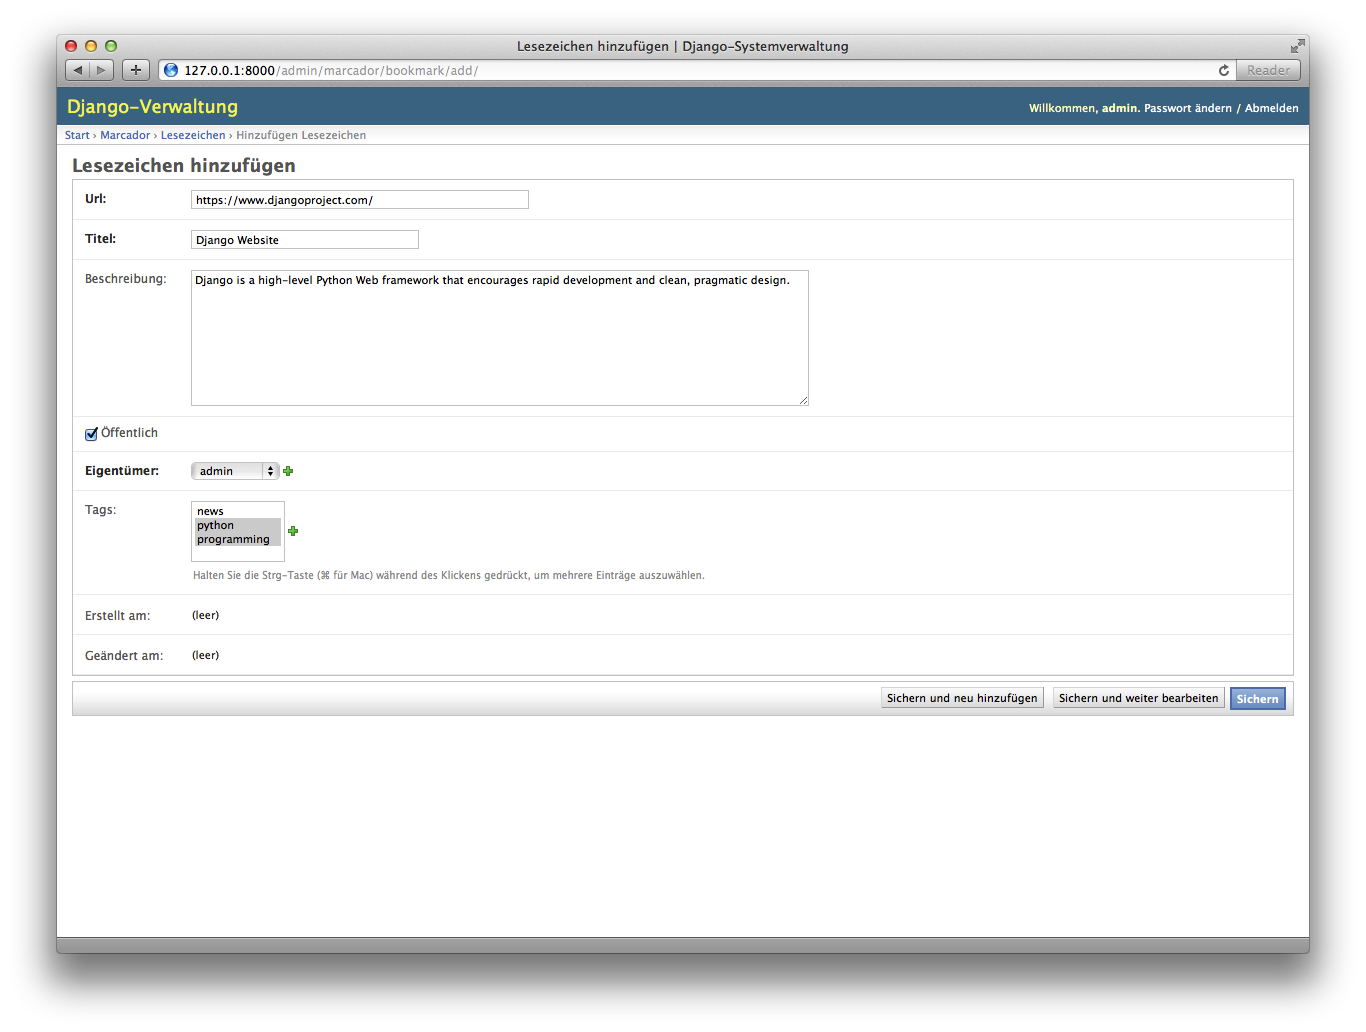 Lesezeichen hinzufügen | Django-Systemverwaltung
127.0.0.1:8000/admin/marcador/bookmark/add/
Reader
Django-Verwaltung
Willkommen, admin. Passwort ändern / Abmelden
Start › Marcador › Lesezeichen › Hinzufügen Lesezeichen
Lesezeichen hinzufügen
Url: https://www.djangoproject.com/
Titel: Django Website
Beschreibung: Django is a high-level Python Web framework that encourages rapid development and clean, pragmatic design.
Öffentlich
Eigentümer: admin
Tags: news
python
programming
Halten Sie die Strg-Taste (⌘ für Mac) während des Klickens gedrückt, um mehrere Einträge auszuwählen.
Erstellt am: (leer)
Geändert am: (leer)
Sichern und neu hinzufügen Sichern und weiter bearbeiten Sichern